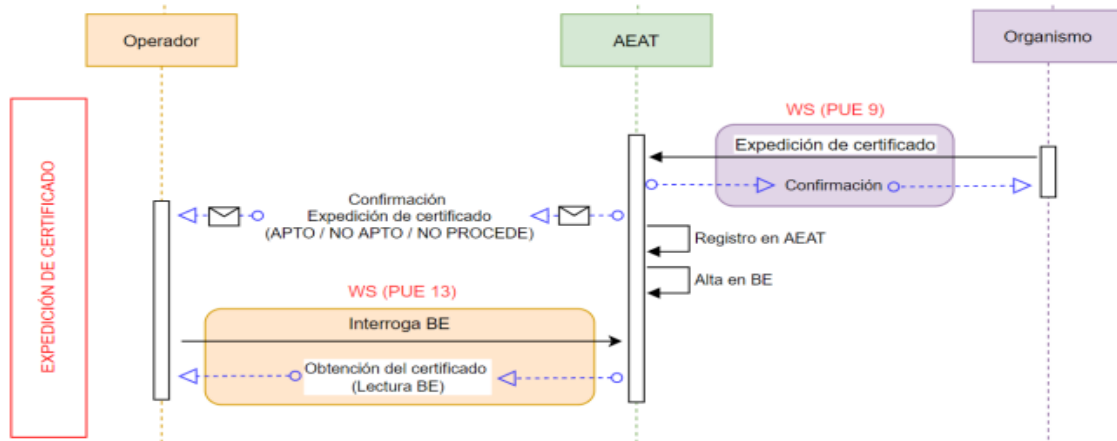 Operador
AEAT
Organismo
EXPEDICIÓN DE CERTIFICADO
WS (PUE 9)
Expedición de certificado
Confirmación
Confirmación
Expedición de certificado
(APTO / NO APTO / NO PROCEDE)
Registro en AEAT
Alta en BE
WS (PUE 13)
Interroga BE
Obtención del certificado
(Lectura BE)